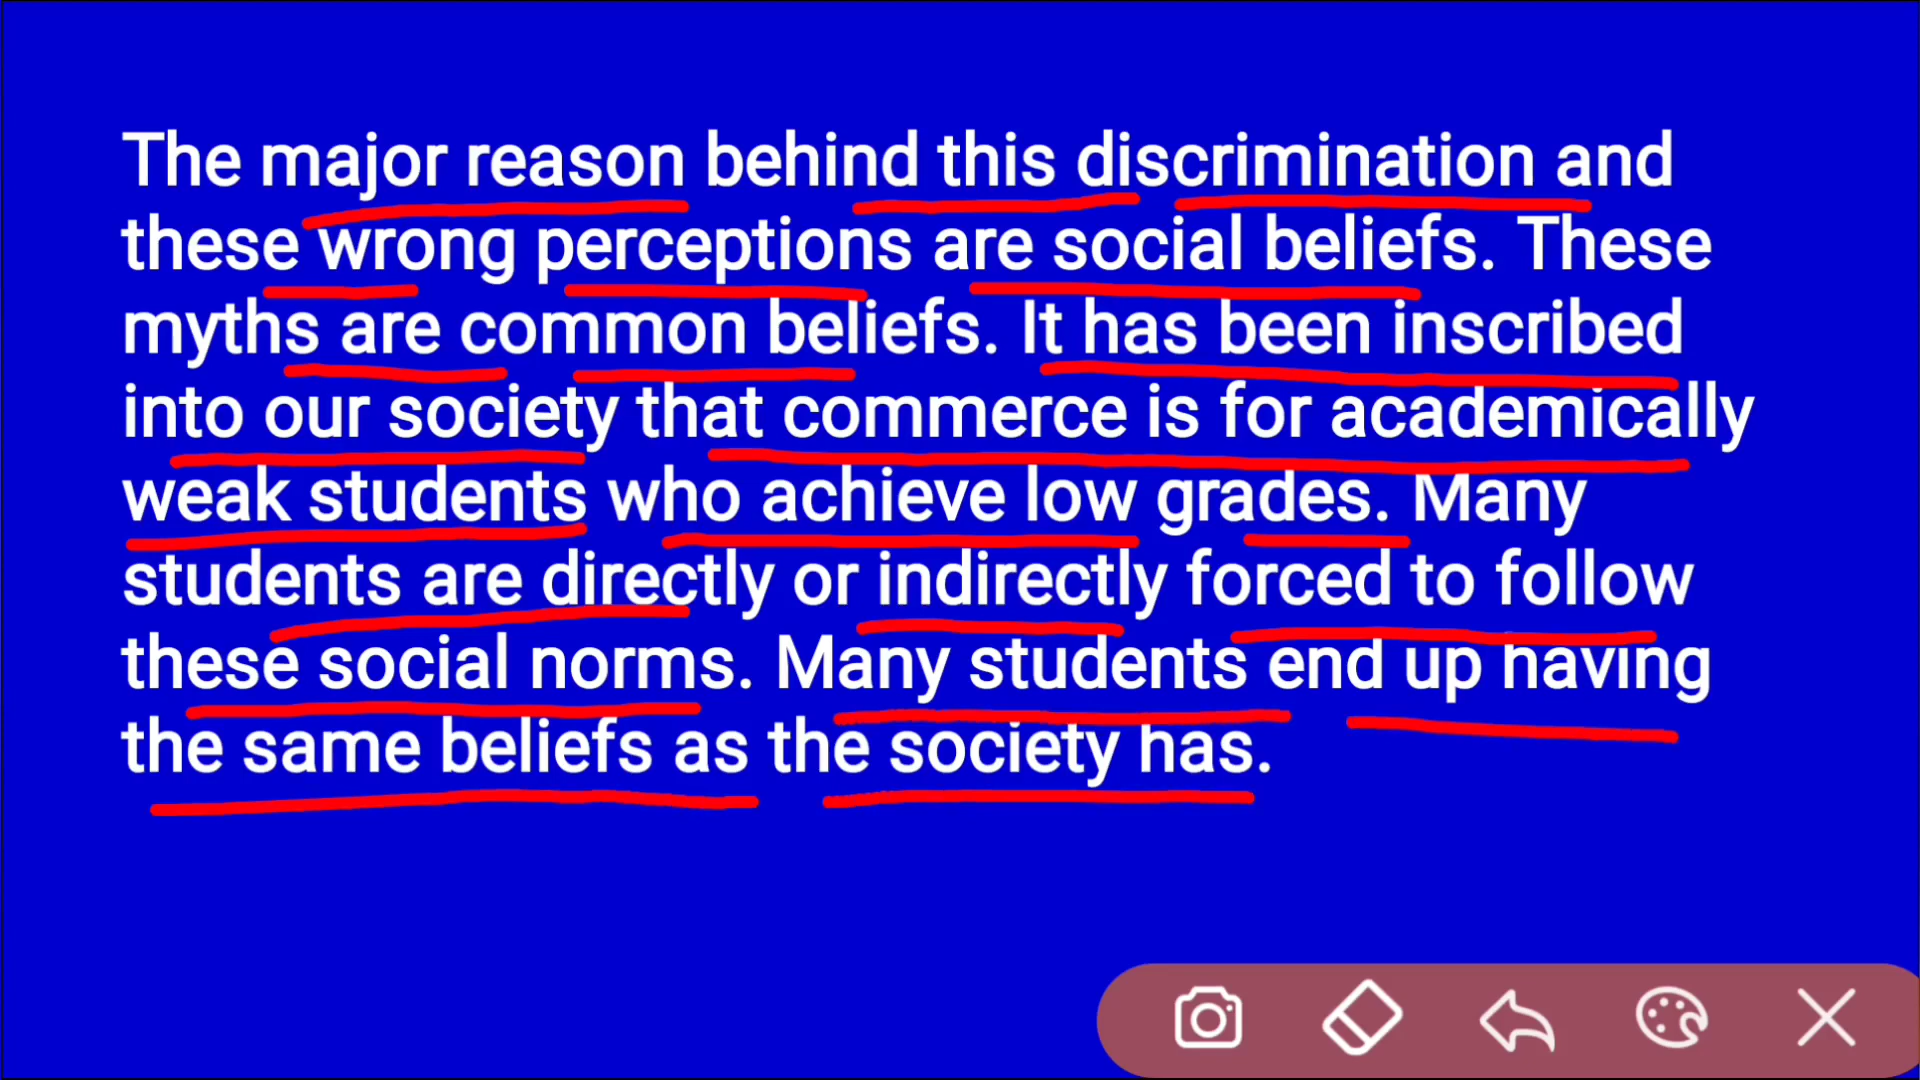 The major reason behind this discrimination and
these wrong perceptions are social beliefs. These
myths are common beliefs. It has been inscribed
into our society that commerce is for academically
weak students who achieve low grades. Many
students are directly or indirectly forced to follow
these social norms. Many students end up having
the same beliefs as the society has.